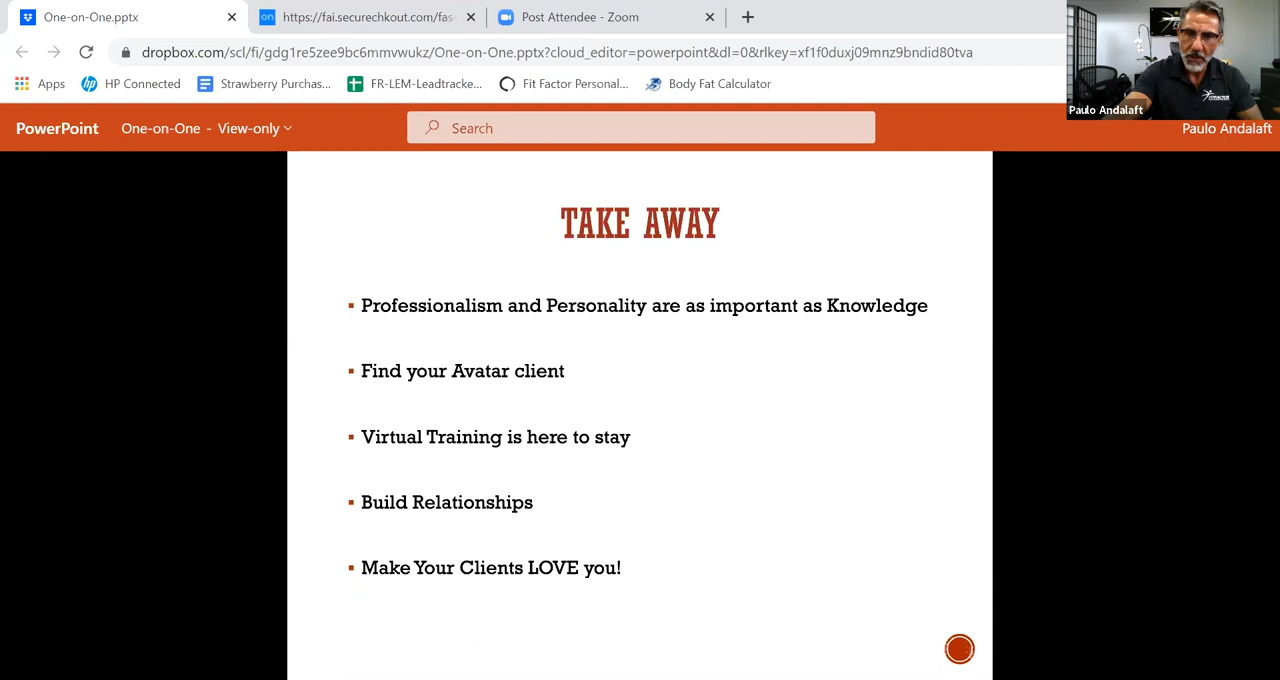 One-on-One.pptx
https://fai.securechkout.com/fas
Post Attendee - Zoom
dropbox.com/scl/fi/gdg1re5zee9bc6mmvwukz/One-on-One.pptx?cloud_editor=powerpoint&dl=0&rlkey=xf1f0duxj09mnz9bndid80tva
Apps
HP Connected
Strawberry Purchas...
FR-LEM-Leadtracke...
Fit Factor Personal...
Body Fat Calculator
Paulo Andalaft
PowerPoint
One-on-One - View-only
Search
Paulo Andalaft
TAKE AWAY
▪ Professionalism and Personality are as important as Knowledge
▪ Find your Avatar client
▪ Virtual Training is here to stay
▪ Build Relationships
▪ Make Your Clients LOVE you!